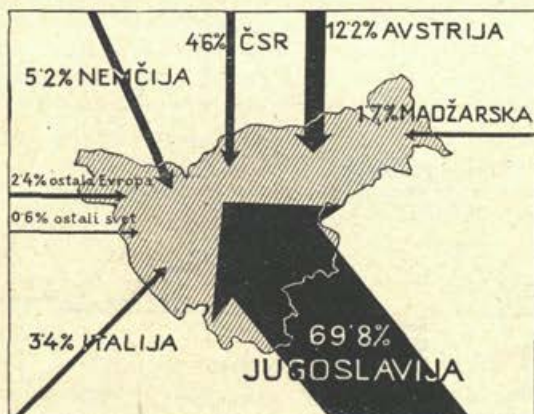 4·6% ČSR
12·2% AVSTRIJA
5·2% NEMČIJA
1·7% MADŽARSKA
2·4% ostala Evropa
0·6% ostali svet
3·4% ITALIJA
69·8%
JUGOSLAVIJA